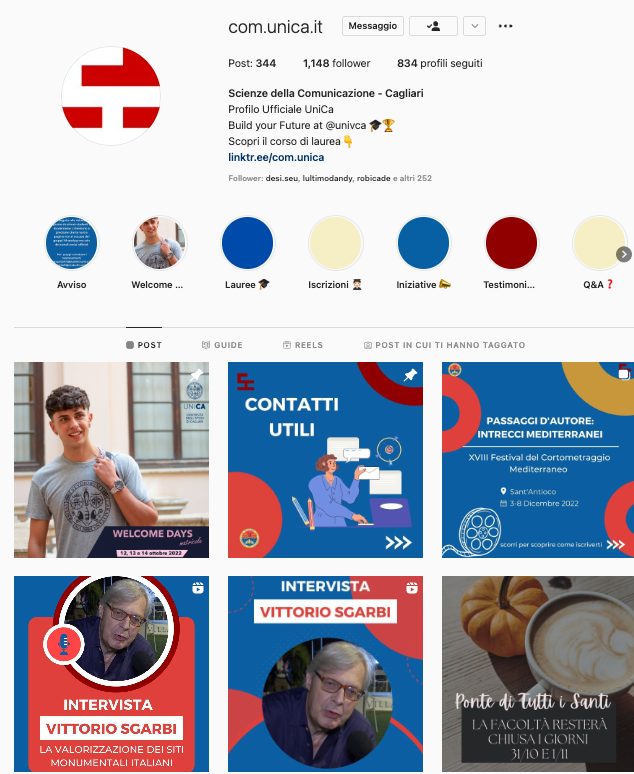 com.unica.it
Messaggio
Post: 344 1,148 follower 834 profili seguiti
Scienze della Comunicazione - Cagliari
Profilo Ufficiale UniCa
Build your Future at @univca 🎓🏆
Scopri il corso di laurea👇
linktr.ee/com.unica
Follower: desi.seu, lultimodandy, robicade e altri 252
Avviso Welcome ... Lauree 🎓 Iscrizioni 👩🏻‍🎓 Iniziative 📣 Testimoni... Q&A ❓
POST GUIDE REELS POST IN CUI TI HANNO TAGGATO
UNICA
WELCOME DAYS
matricole
12, 13 e 14 ottobre 2022
CONTATTI
UTILI
PASSAGGI D'AUTORE:
INTRECCI MEDITERRANEI
XVIII Festival del Cortometraggio
Mediterraneo
Sant'Antioco
3-8 Dicembre 2022
scorri per scoprire come iscriverti
INTERVISTA
VITTORIO SGARBI
LA VALORIZZAZIONE DEI SITI
MONUMENTALI ITALIANI
INTERVISTA
VITTORIO SGARBI
Ponte di Tutti i Santi
LA FACOLTÀ RESTERÀ
CHIUSA I GIORNI
31/10 E 1/11